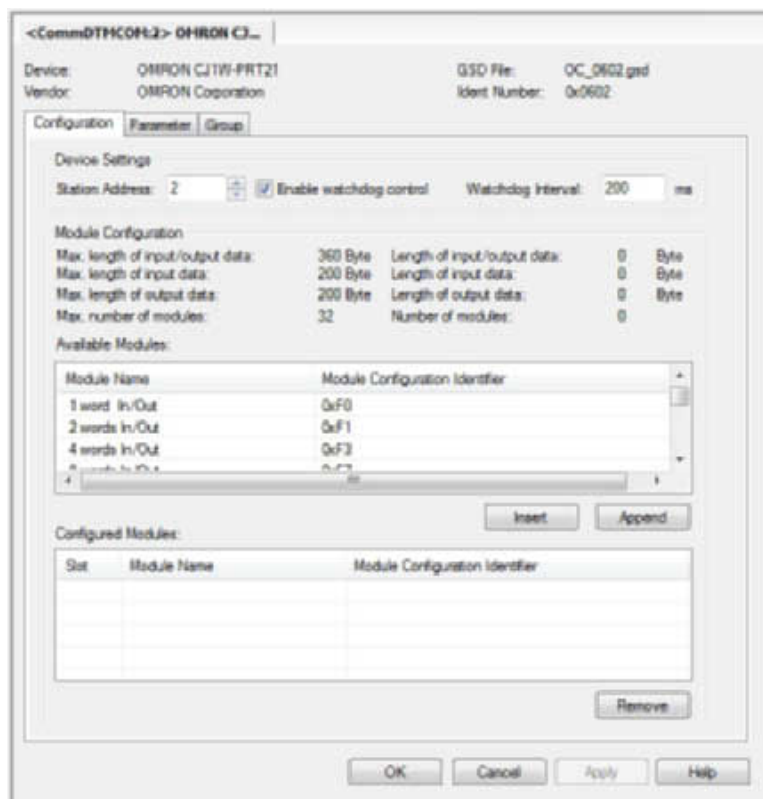 <CommDTMCOM:2> OMRON CJ...
Device: OMRON CJ1W-PRT21 GSD File: OC_0602.gsd
Vendor: OMRON Corporation Ident Number: 0x0602
Configuration Parameter Group
Device Settings
Station Address: 2 Enable watchdog control Watchdog Interval: 200 ms
Module Configuration
Max. length of input/output data: 360 Byte Length of input/output data: 0 Byte
Max. length of input data: 200 Byte Length of input data: 0 Byte
Max. length of output data: 200 Byte Length of output data: 0 Byte
Max. number of modules: 32 Number of modules: 0
Available Modules:
Module Name Module Configuration Identifier
1 word In/Out 0xF0
2 words In/Out 0xF1
4 words In/Out 0xF3
Insert Append
Configured Modules:
Slot Module Name Module Configuration Identifier
Remove
OK Cancel Apply Help